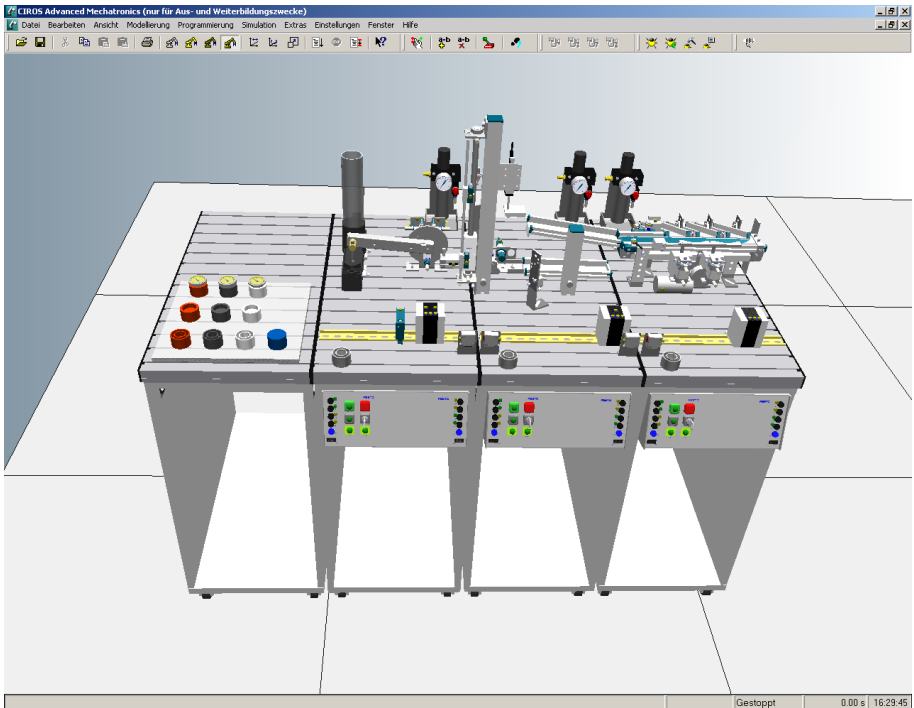 CIROS Advanced Mechatronics (nur für Aus- und Weiterbildungszwecke)
Datei Bearbeiten Ansicht Modellierung Programmierung Simulation Extras Einstellungen Fenster Hilfe
Gestoppt 0.00 s 16:29:45